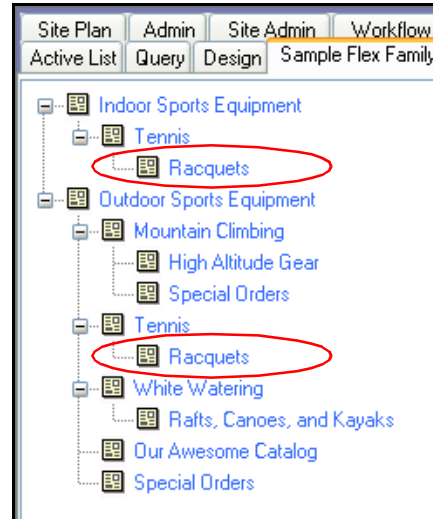 Site Plan Admin Site Admin Workflow
Active List Query Design Sample Flex Family
Indoor Sports Equipment
Tennis
Racquets
Outdoor Sports Equipment
Mountain Climbing
High Altitude Gear
Special Orders
Tennis
Racquets
White Watering
Rafts, Canoes, and Kayaks
Our Awesome Catalog
Special Orders